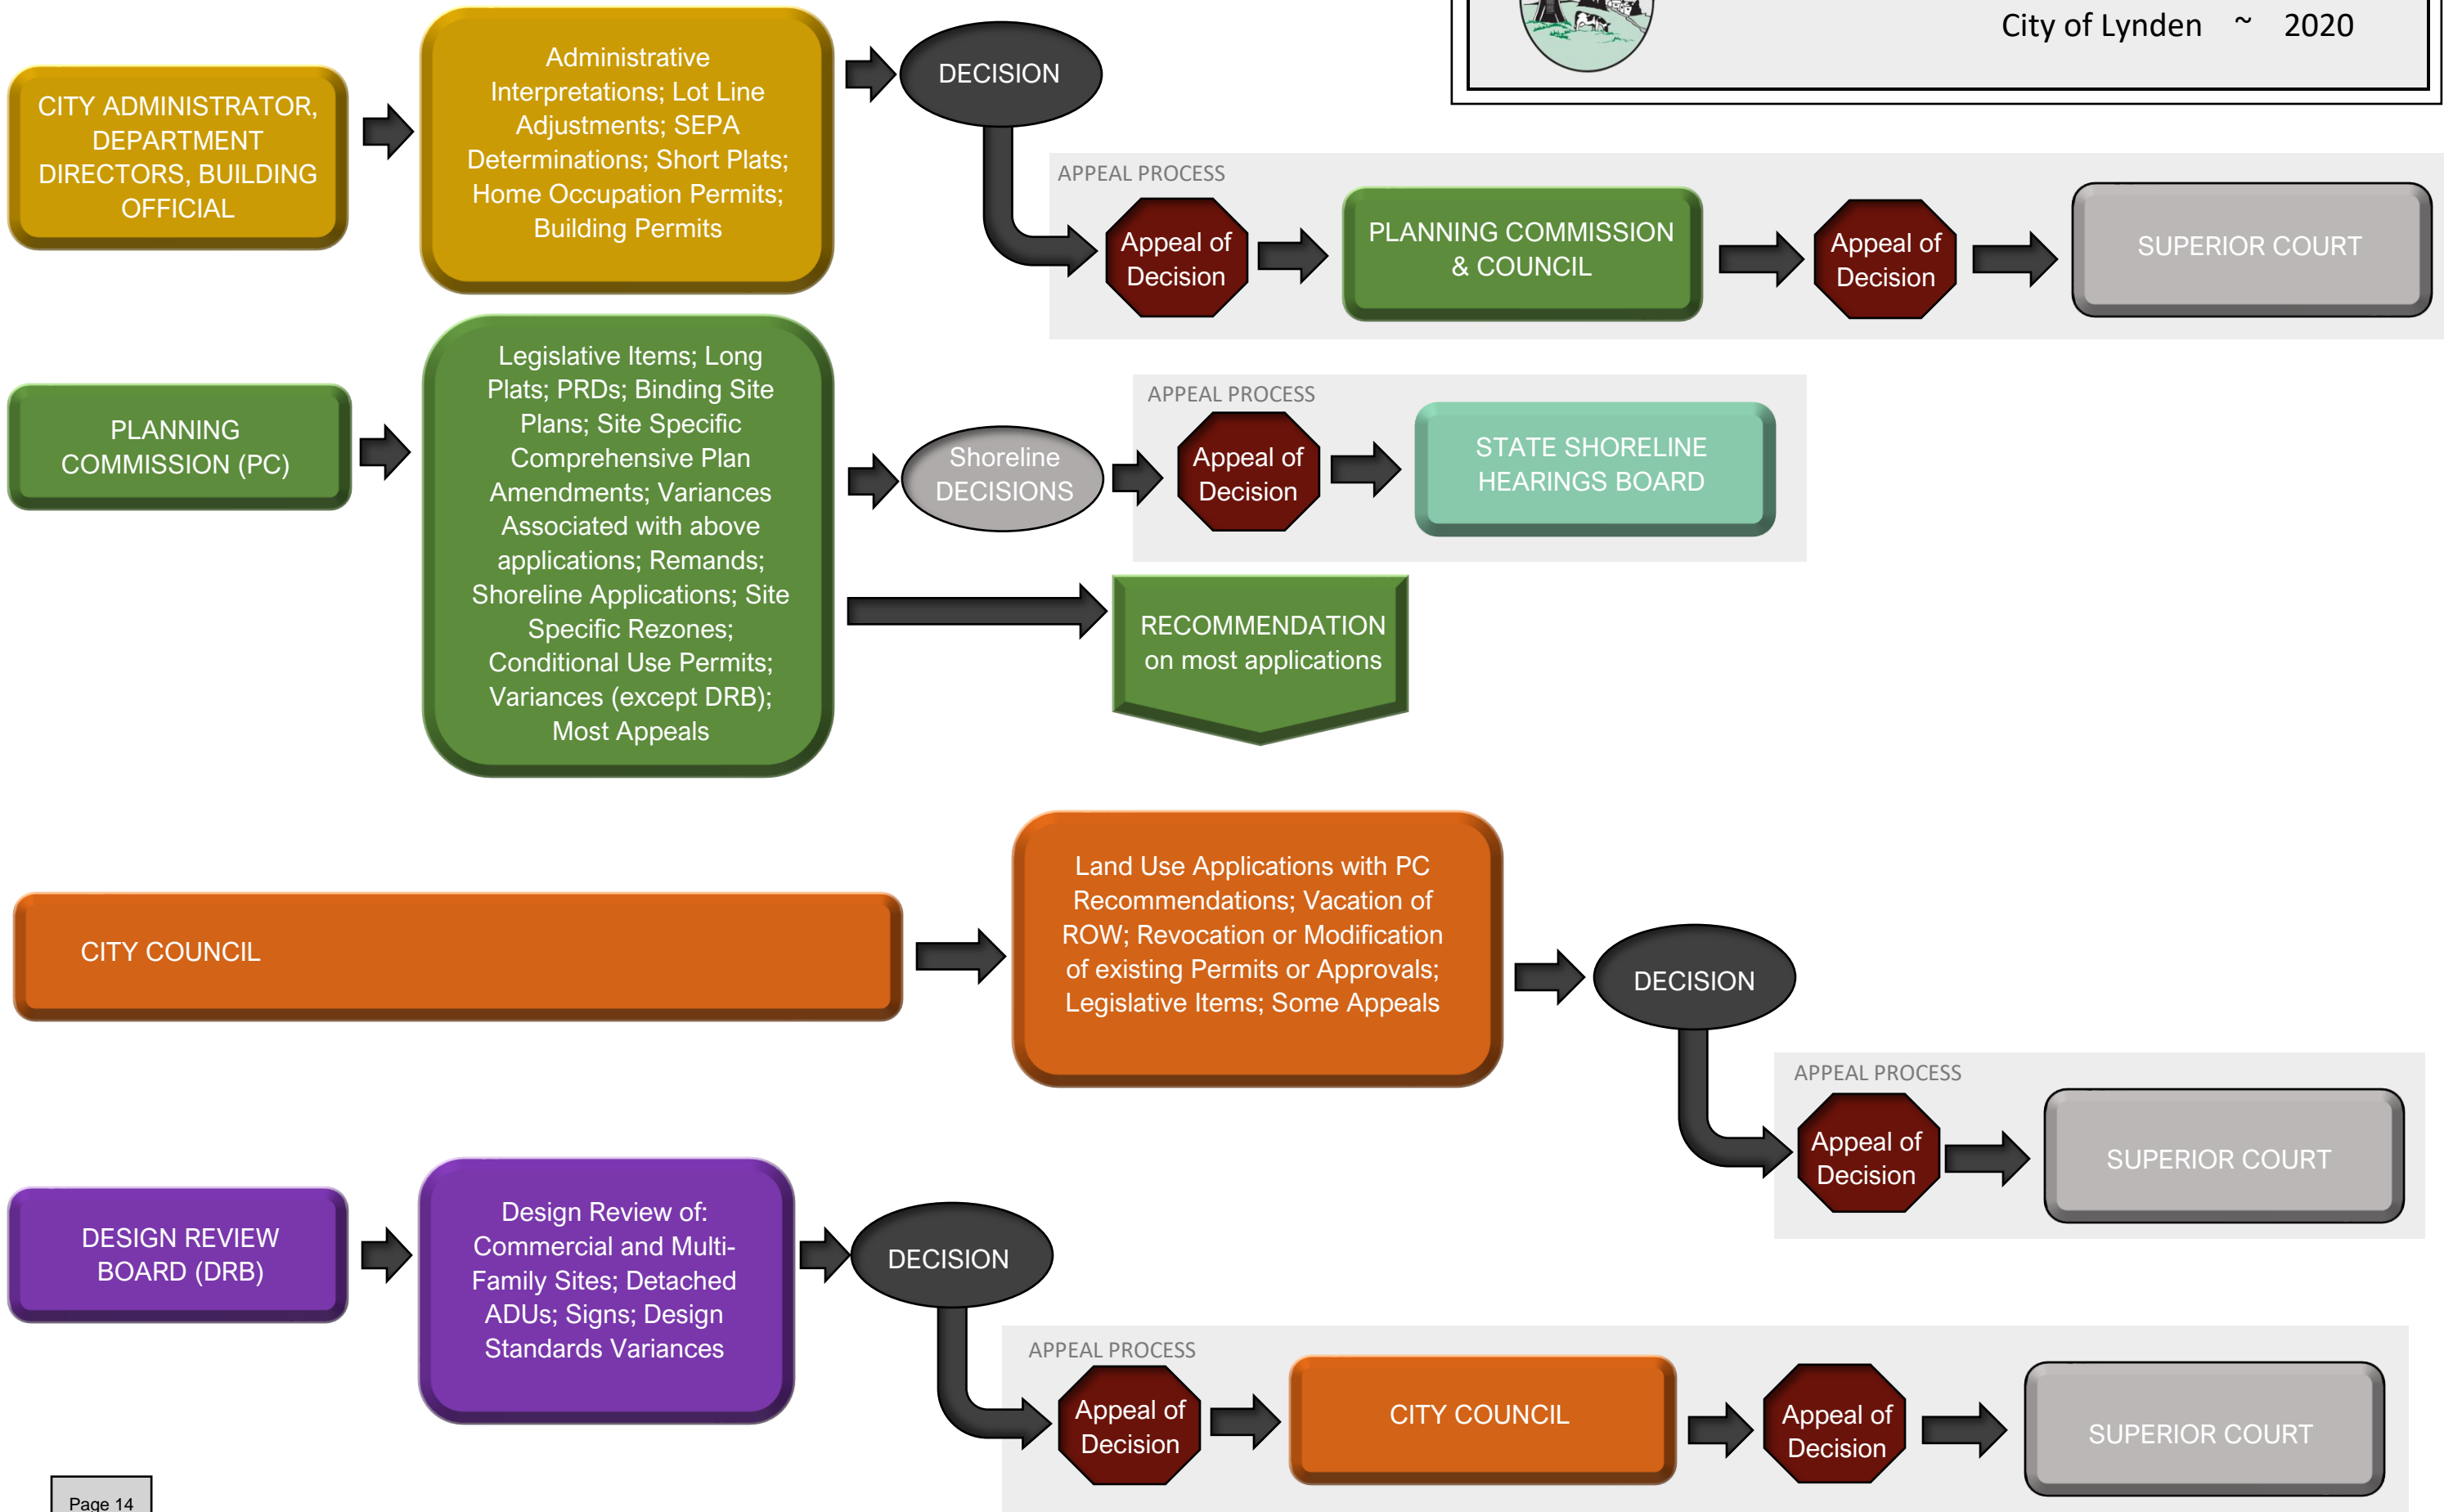 City of Lynden ~ 2020
CITY ADMINISTRATOR,
DEPARTMENT
DIRECTORS, BUILDING
OFFICIAL
Administrative
Interpretations; Lot Line
Adjustments; SEPA
Determinations; Short Plats;
Home Occupation Permits;
Building Permits
DECISION
APPEAL PROCESS
Appeal of
Decision
PLANNING COMMISSION
& COUNCIL
Appeal of
Decision
SUPERIOR COURT
PLANNING
COMMISSION (PC)
Legislative Items; Long
Plats; PRDs; Binding Site
Plans; Site Specific
Comprehensive Plan
Amendments; Variances
Associated with above
applications; Remands;
Shoreline Applications; Site
Specific Rezones;
Conditional Use Permits;
Variances (except DRB);
Most Appeals
Shoreline
DECISIONS
APPEAL PROCESS
Appeal of
Decision
STATE SHORELINE
HEARINGS BOARD
RECOMMENDATION
on most applications
CITY COUNCIL
Land Use Applications with PC
Recommendations; Vacation of
ROW; Revocation or Modification
of existing Permits or Approvals;
Legislative Items; Some Appeals
DECISION
APPEAL PROCESS
Appeal of
Decision
SUPERIOR COURT
DESIGN REVIEW
BOARD (DRB)
Design Review of:
Commercial and Multi-
Family Sites; Detached
ADUs; Signs; Design
Standards Variances
DECISION
APPEAL PROCESS
Appeal of
Decision
CITY COUNCIL
Appeal of
Decision
SUPERIOR COURT
Page 14